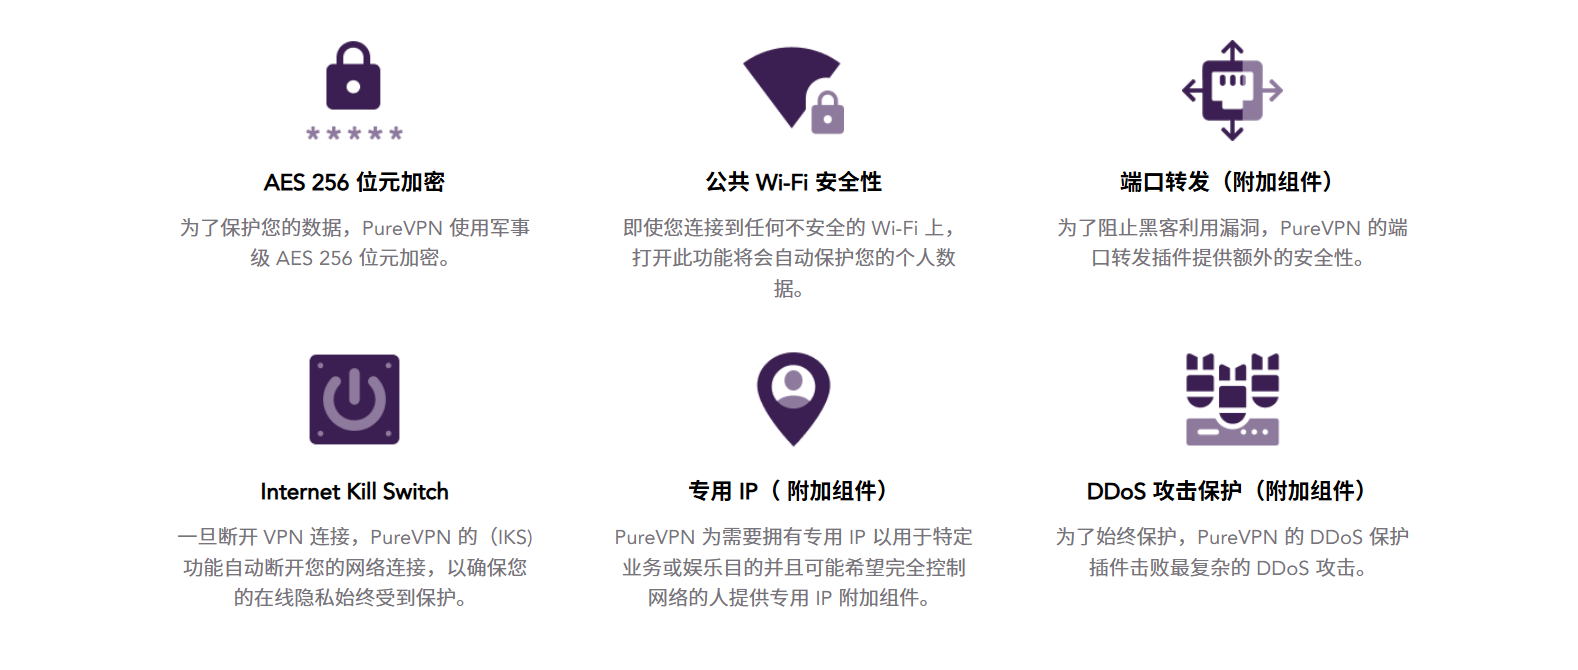 *****
AES 256 位元加密
为了保护您的数据，PureVPN 使用军事
级 AES 256 位元加密。
公共 Wi-Fi 安全性
即使您连接到任何不安全的 Wi-Fi 上，
打开此功能将会自动保护您的个人数
据。
端口转发（附加组件）
为了阻止黑客利用漏洞，PureVPN 的端
口转发插件提供额外的安全性。
Internet Kill Switch
一旦断开 VPN 连接，PureVPN 的（IKS)
功能自动断开您的网络连接，以确保您
的在线隐私始终受到保护。
专用 IP（ 附加组件）
PureVPN 为需要拥有专用 IP 以用于特定
业务或娱乐目的并且可能希望完全控制
网络的人提供专用 IP 附加组件。
DDoS 攻击保护（附加组件）
为了始终保护，PureVPN 的 DDoS 保护
插件击败最复杂的 DDoS 攻击。